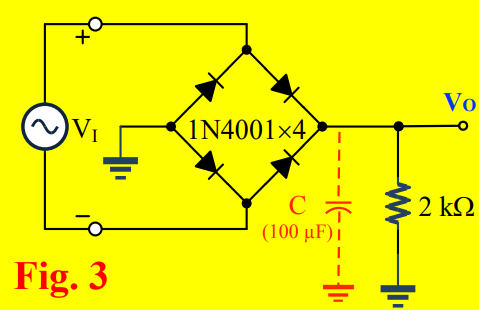 +
VI
1N4001×4
VO
−
C
(100 μF)
2 kΩ
Fig. 3